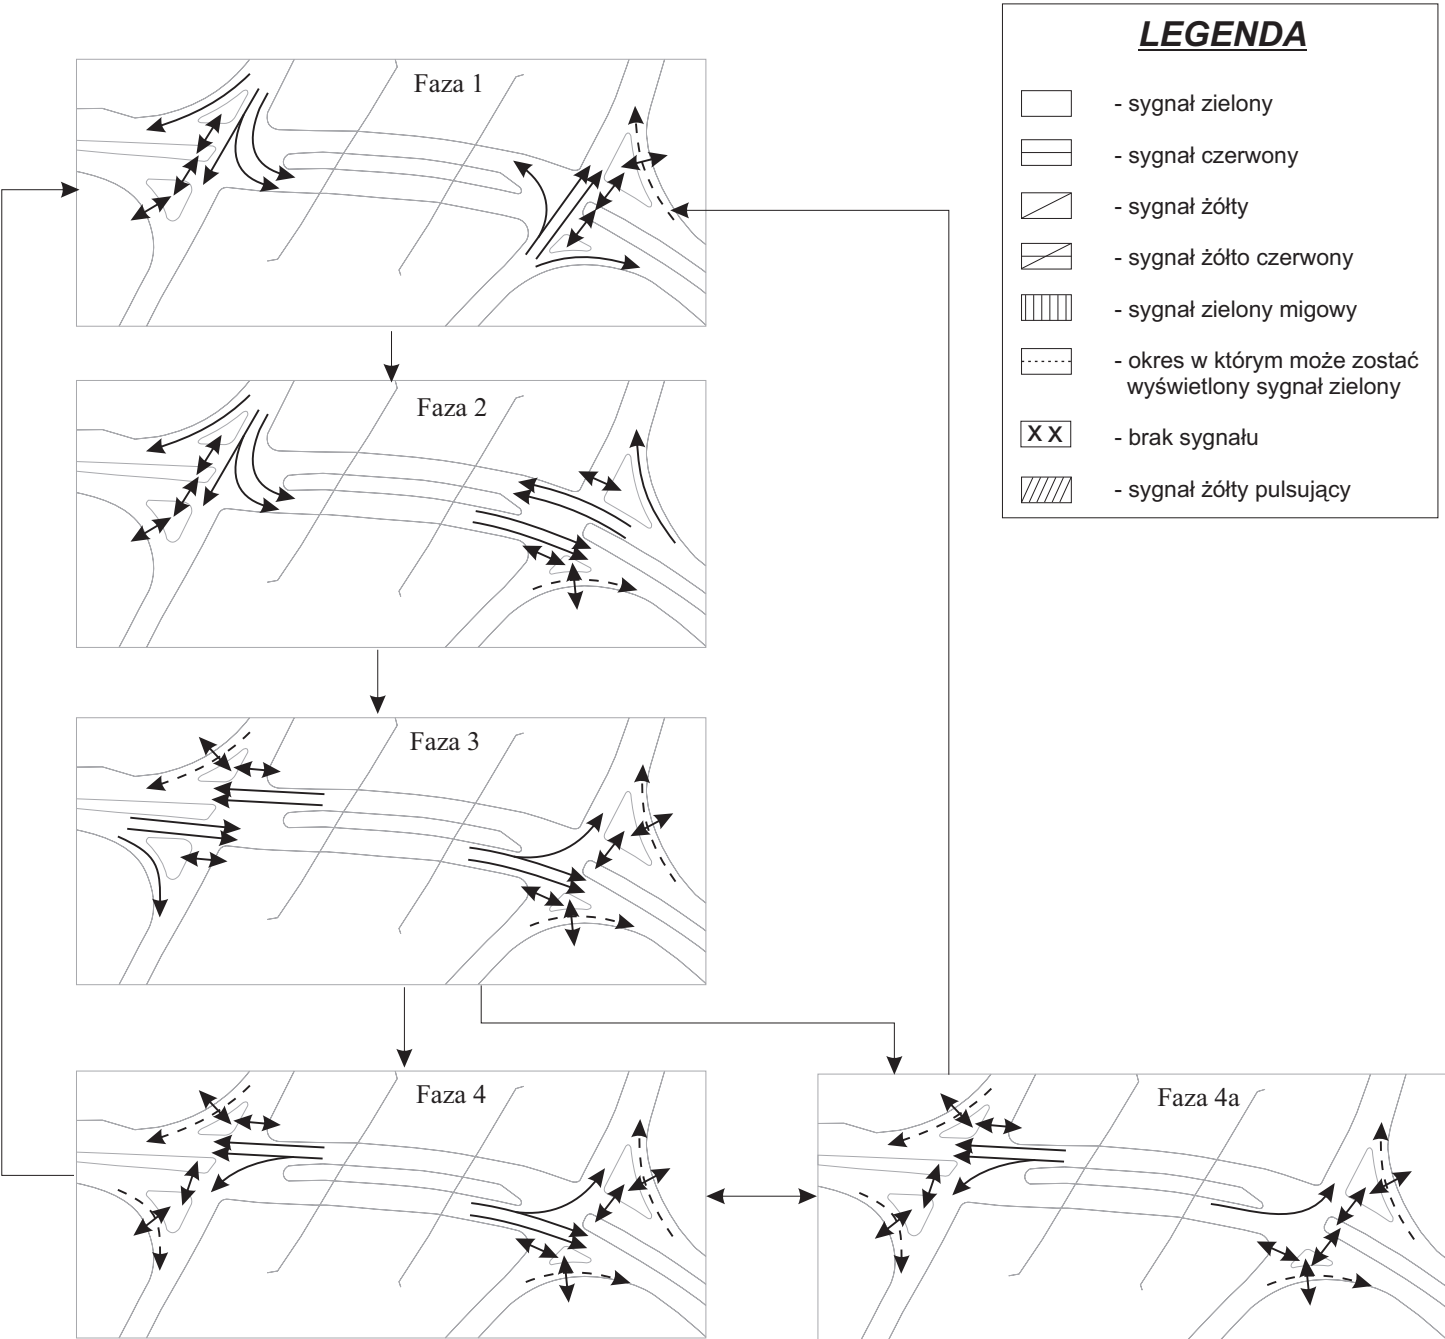 LEGENDA
- sygnał zielony
- sygnał czerwony
- sygnał żółty
- sygnał żółto czerwony
- sygnał zielony migowy
- okres w którym może zostać
wyświetlony sygnał zielony
X X - brak sygnału
- sygnał żółty pulsujący
Faza 1
Faza 2
Faza 3
Faza 4
Faza 4a